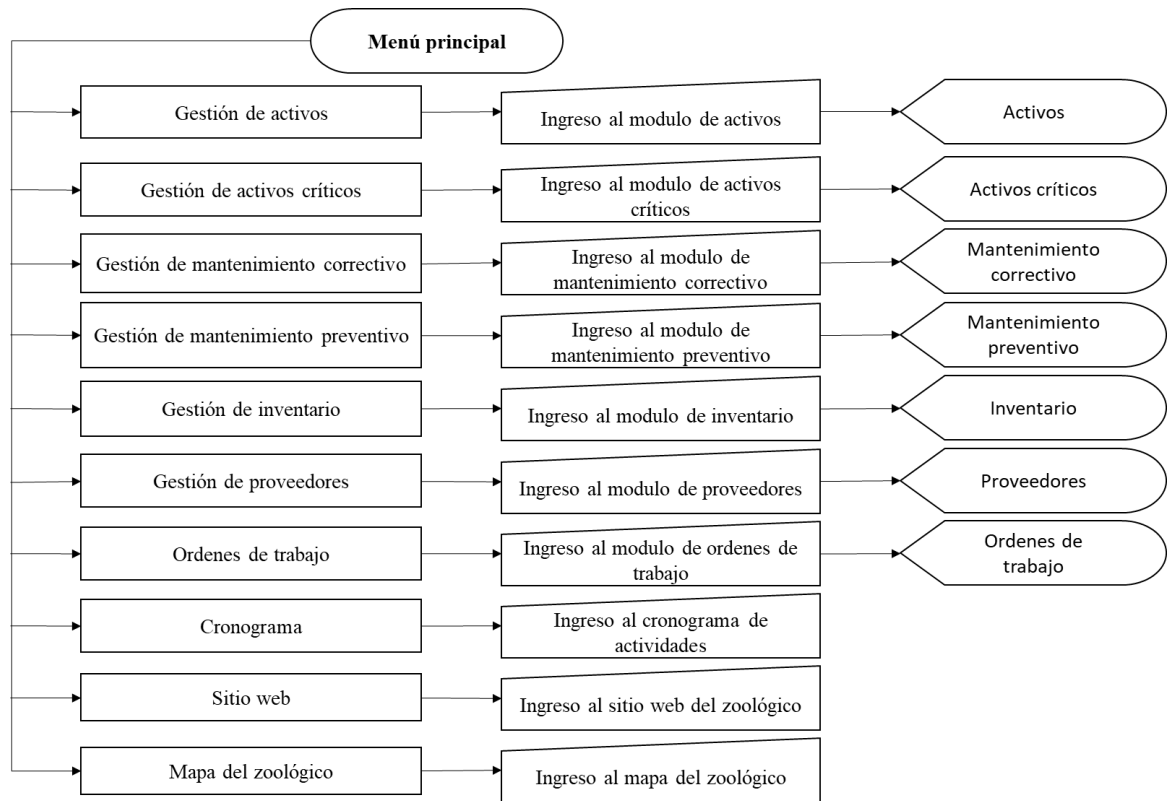 Menú principal
Gestión de activos
Ingreso al modulo de activos
Activos
Gestión de activos críticos
Ingreso al modulo de activos
críticos
Activos críticos
Gestión de mantenimiento correctivo
Ingreso al modulo de
mantenimiento correctivo
Mantenimiento
correctivo
Gestión de mantenimiento preventivo
Ingreso al modulo de
mantenimiento preventivo
Mantenimiento
preventivo
Gestión de inventario
Ingreso al modulo de inventario
Inventario
Gestión de proveedores
Ingreso al modulo de proveedores
Proveedores
Ordenes de trabajo
Ingreso al modulo de ordenes de
trabajo
Ordenes de
trabajo
Cronograma
Ingreso al cronograma de
actividades
Sitio web
Ingreso al sitio web del zoológico
Mapa del zoológico
Ingreso al mapa del zoológico